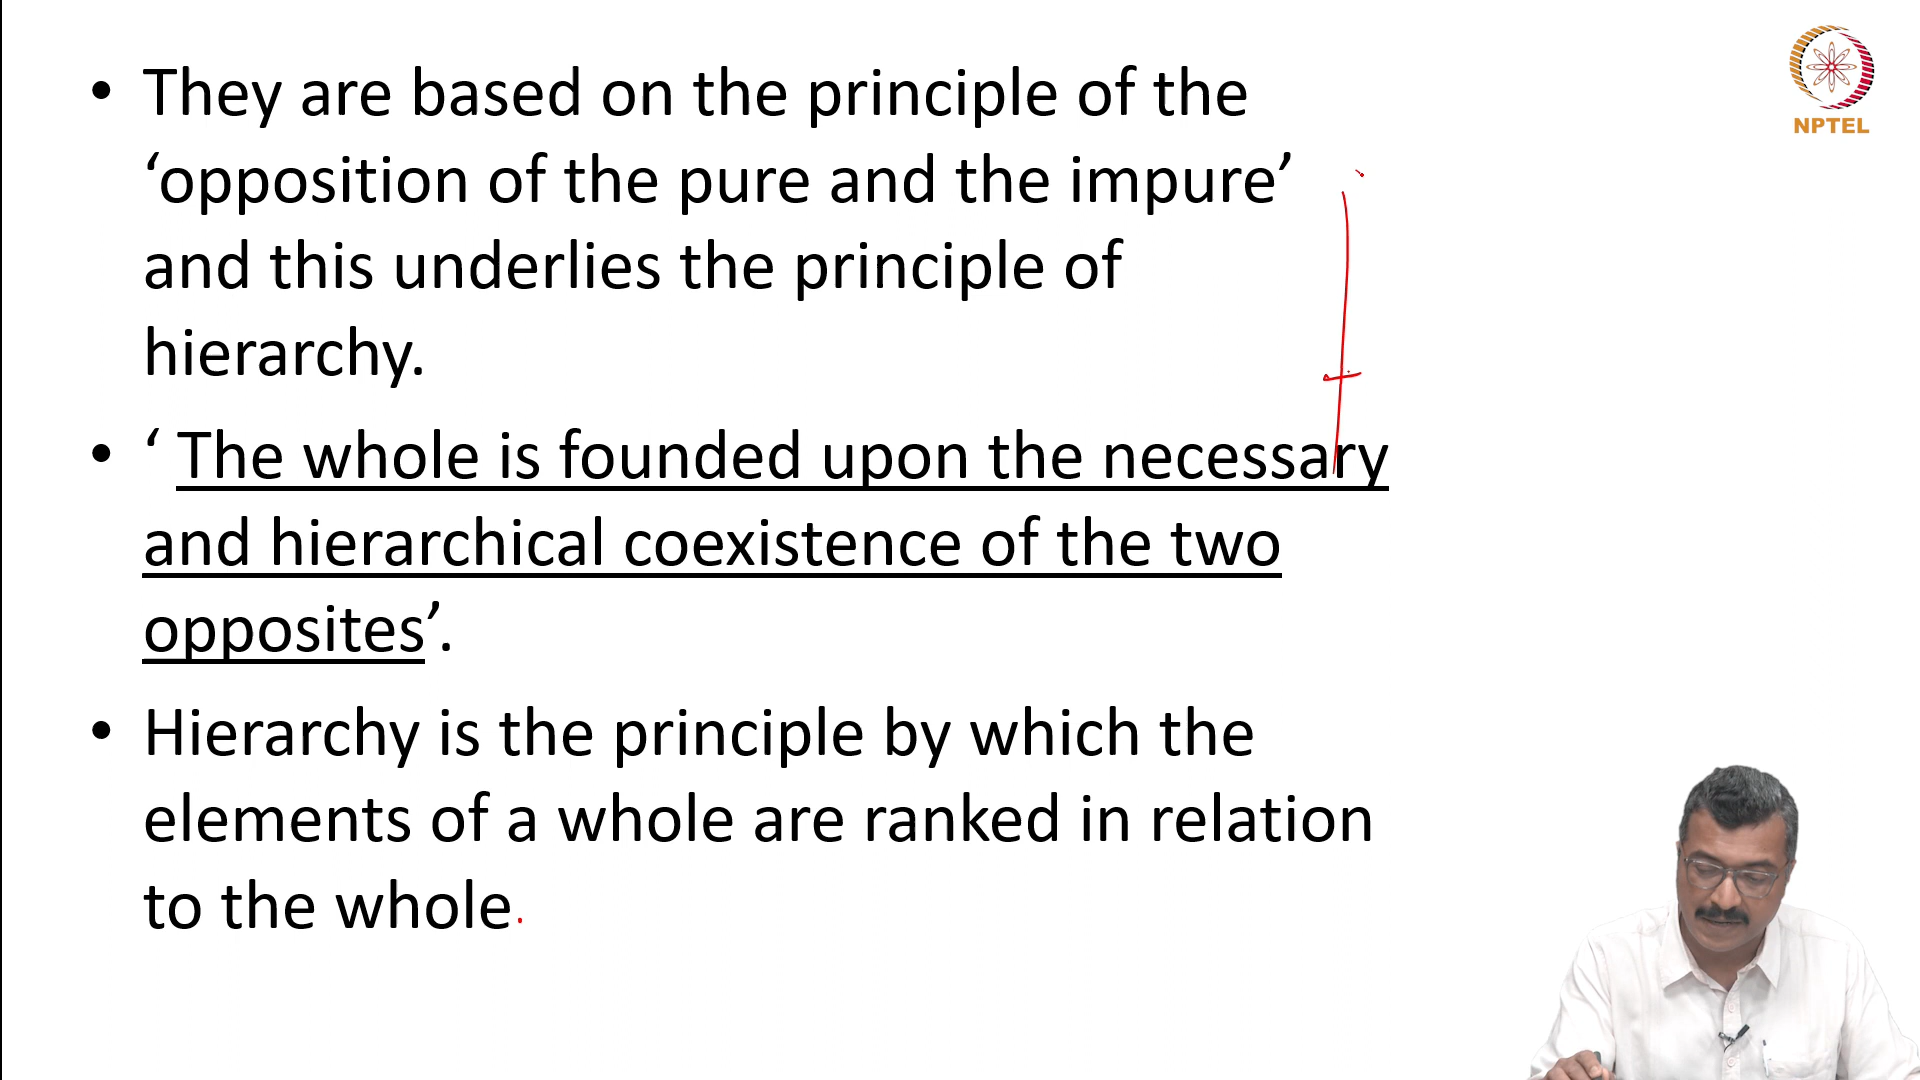 • They are based on the principle of the
‘opposition of the pure and the impure’
and this underlies the principle of
hierarchy.
• ‘ The whole is founded upon the necessary
and hierarchical coexistence of the two
opposites’.
• Hierarchy is the principle by which the
elements of a whole are ranked in relation
to the whole.
NPTEL